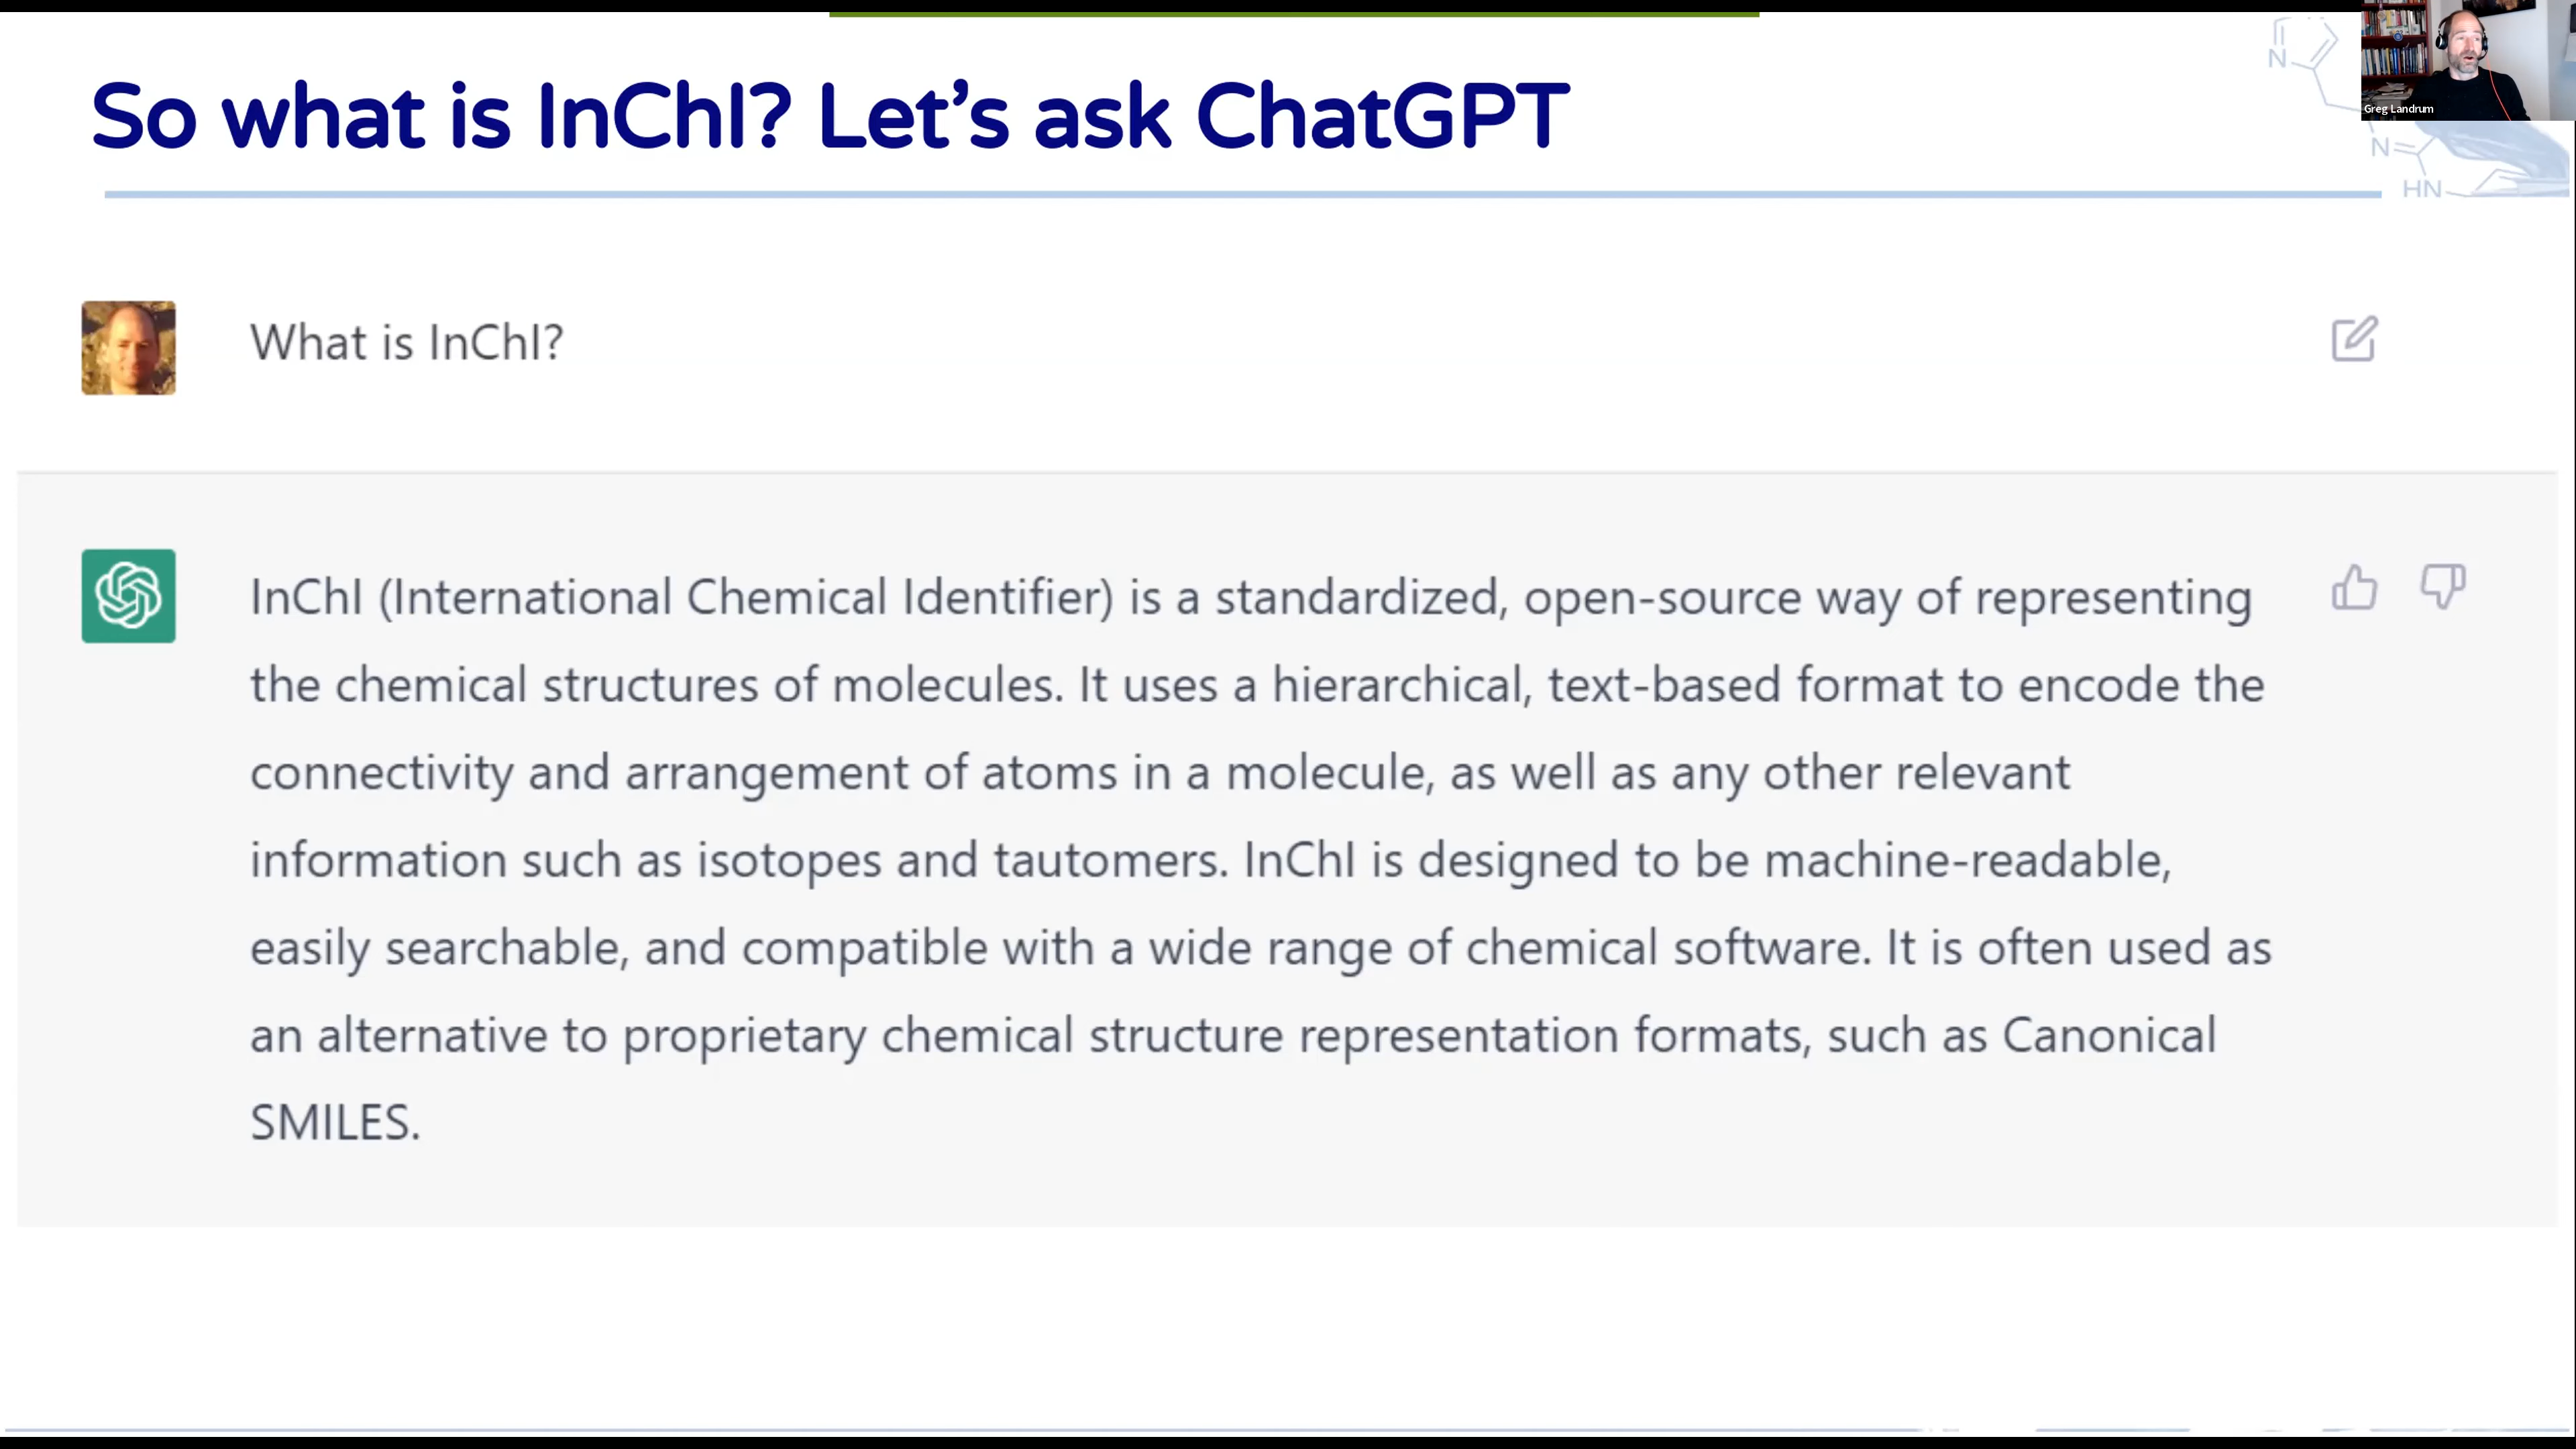 So what is InChI? Let's ask ChatGPT
N
Greg Landrum
N
HN
What is InChI?
InChI (International Chemical Identifier) is a standardized, open-source way of representing
the chemical structures of molecules. It uses a hierarchical, text-based format to encode the
connectivity and arrangement of atoms in a molecule, as well as any other relevant
information such as isotopes and tautomers. InChI is designed to be machine-readable,
easily searchable, and compatible with a wide range of chemical software. It is often used as
an alternative to proprietary chemical structure representation formats, such as Canonical
SMILES.